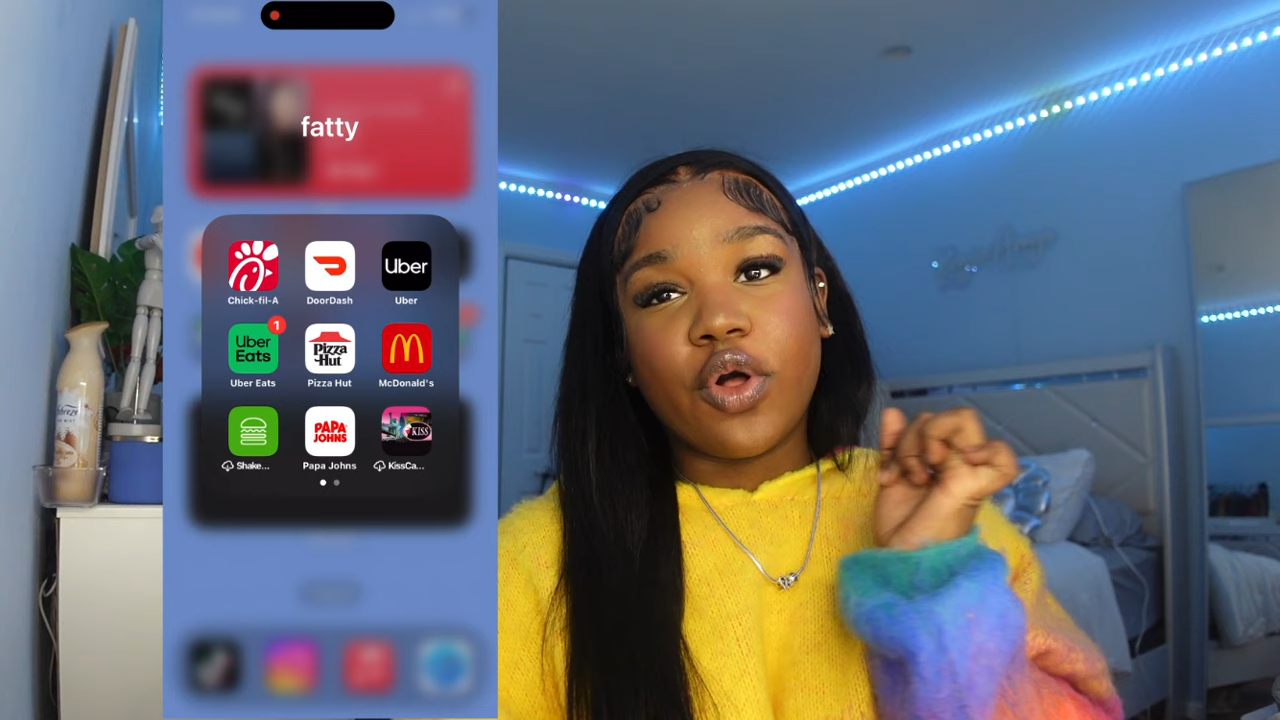 fatty
Chick-fil-A
DoorDash
Uber
Uber
Uber Eats
1
Uber Eats
Pizza Hut
Pizza Hut
McDonald's
Shake...
PAPA JOHNS
Papa Johns
KISS
KissCa...